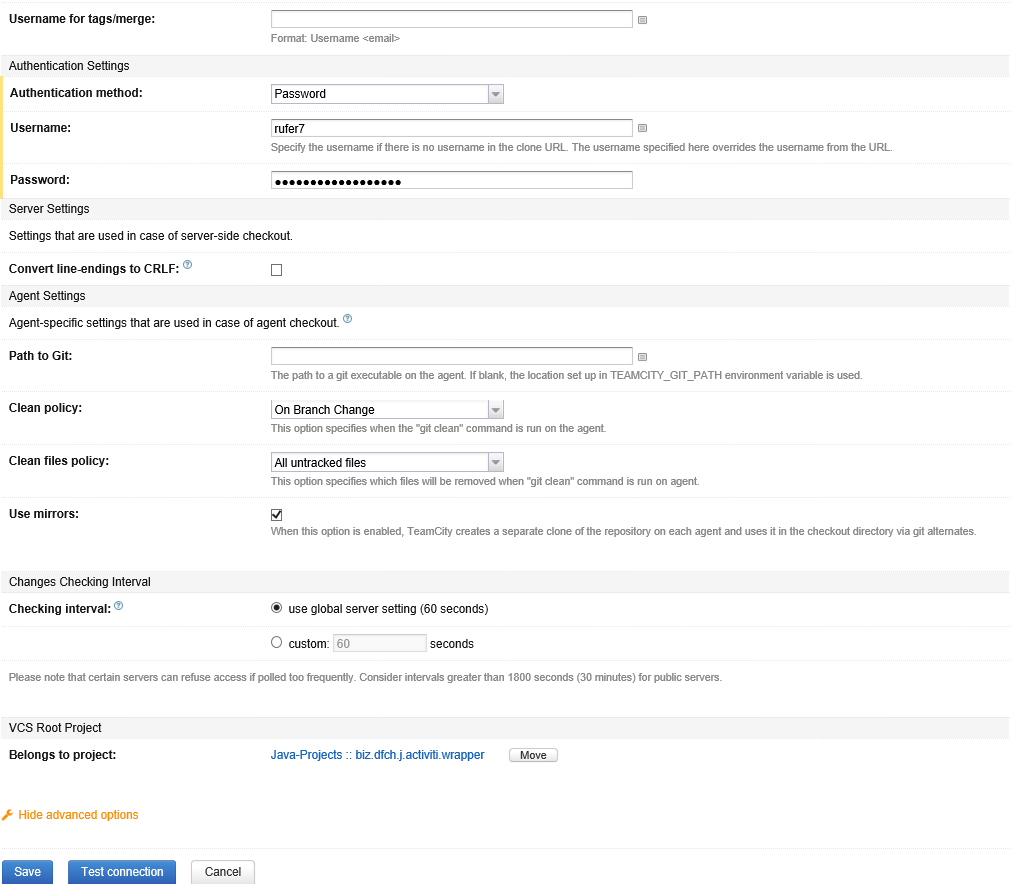 Username for tags/merge:
Format: Username <email>
Authentication Settings
Authentication method: Password
Username: rufer7
Specify the username if there is no username in the clone URL. The username specified here overrides the username from the URL.
Password: ●●●●●●●●●●●●●●●●●●
Server Settings
Settings that are used in case of server-side checkout.
Convert line-endings to CRLF: ?
Agent Settings
Agent-specific settings that are used in case of agent checkout. ?
Path to Git:
The path to a git executable on the agent. If blank, the location set up in TEAMCITY_GIT_PATH environment variable is used.
Clean policy: On Branch Change
This option specifies when the "git clean" command is run on the agent.
Clean files policy: All untracked files
This option specifies which files will be removed when "git clean" command is run on agent.
Use mirrors:
When this option is enabled, TeamCity creates a separate clone of the repository on each agent and uses it in the checkout directory via git alternates.
Changes Checking Interval
Checking interval: ? use global server setting (60 seconds)
custom: 60 seconds
Please note that certain servers can refuse access if polled too frequently. Consider intervals greater than 1800 seconds (30 minutes) for public servers.
VCS Root Project
Belongs to project: Java-Projects :: biz.dfch.j.activiti.wrapper Move
Hide advanced options
Save Test connection Cancel